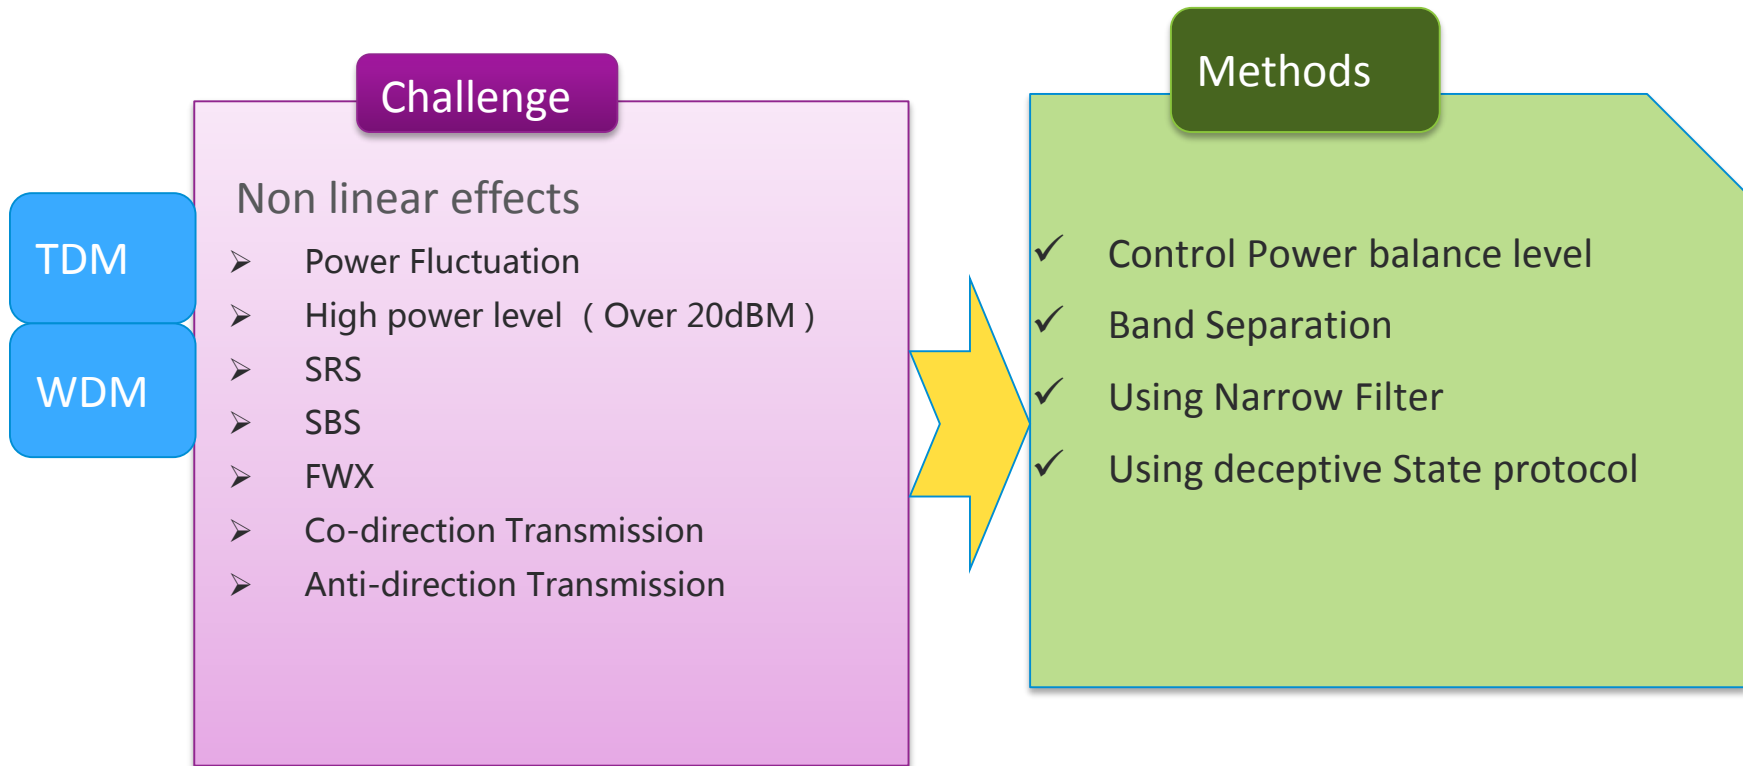 Challenge
Methods
TDM
WDM
Non linear effects
➢ Power Fluctuation
➢ High power level （Over 20dBM）
➢ SRS
➢ SBS
➢ FWX
➢ Co-direction Transmission
➢ Anti-direction Transmission
✓ Control Power balance level
✓ Band Separation
✓ Using Narrow Filter
✓ Using deceptive State protocol